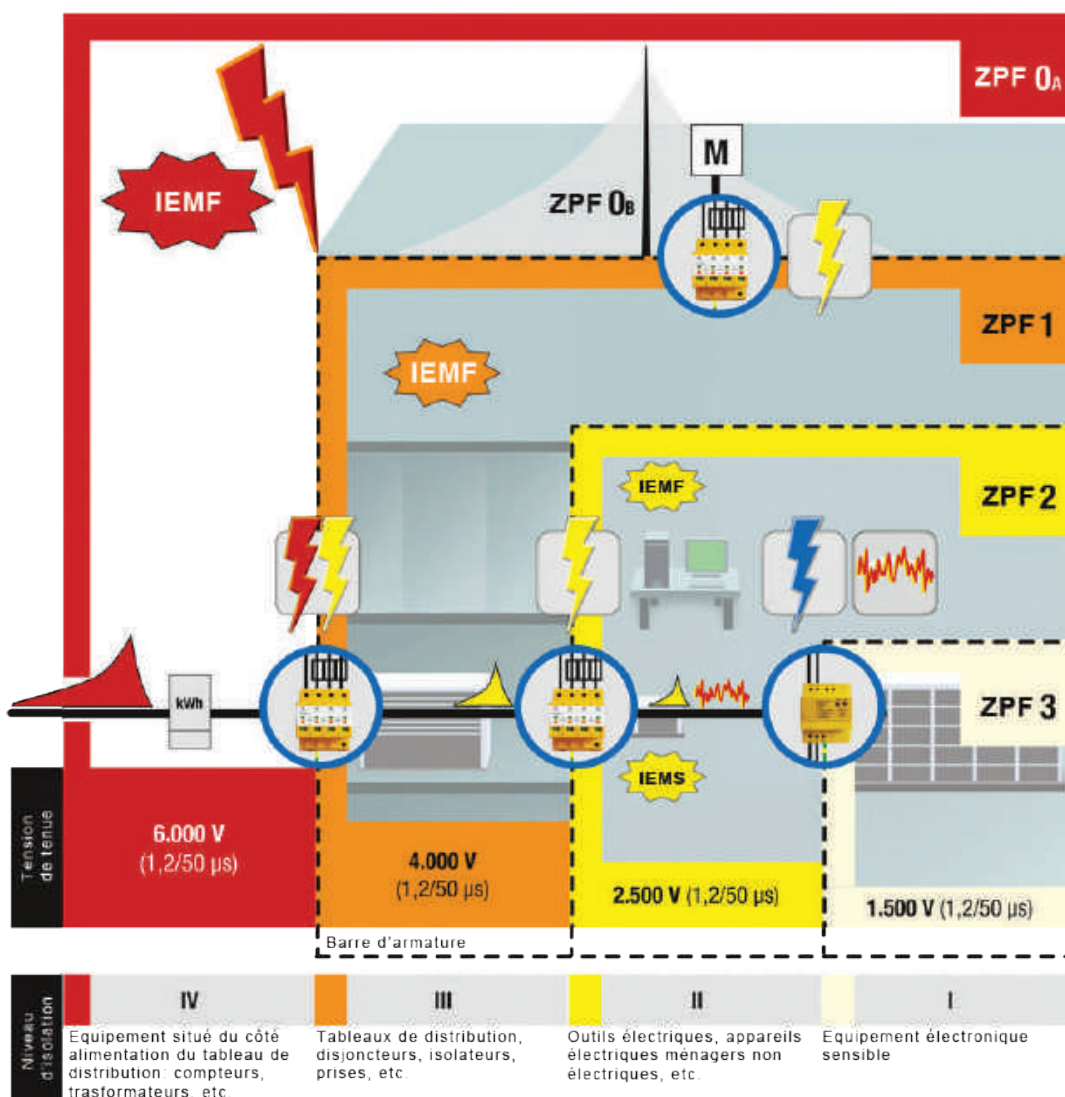 ZPF 0A
IEMF
M
ZPF 0B
ZPF 1
IEMF
ZPF 2
IEMF
kWh
ZPF 3
IEMS
Tension
de tenue
6.000 V
(1,2/50 µs)
4.000 V
(1,2/50 µs)
2.500 V (1,2/50 µs)
1.500 V (1,2/50 µs)
Barre d'armature
Niveau
d'isolation
IV
III
II
I
Equipement situé du côté
alimentation du tableau de
distribution: compteurs,
trasformateurs, etc
Tableaux de distribution,
disjoncteurs, isolateurs,
prises, etc.
Outils électriques, appareils
électriques ménagers non
électriques, etc.
Equipement électronique
sensible